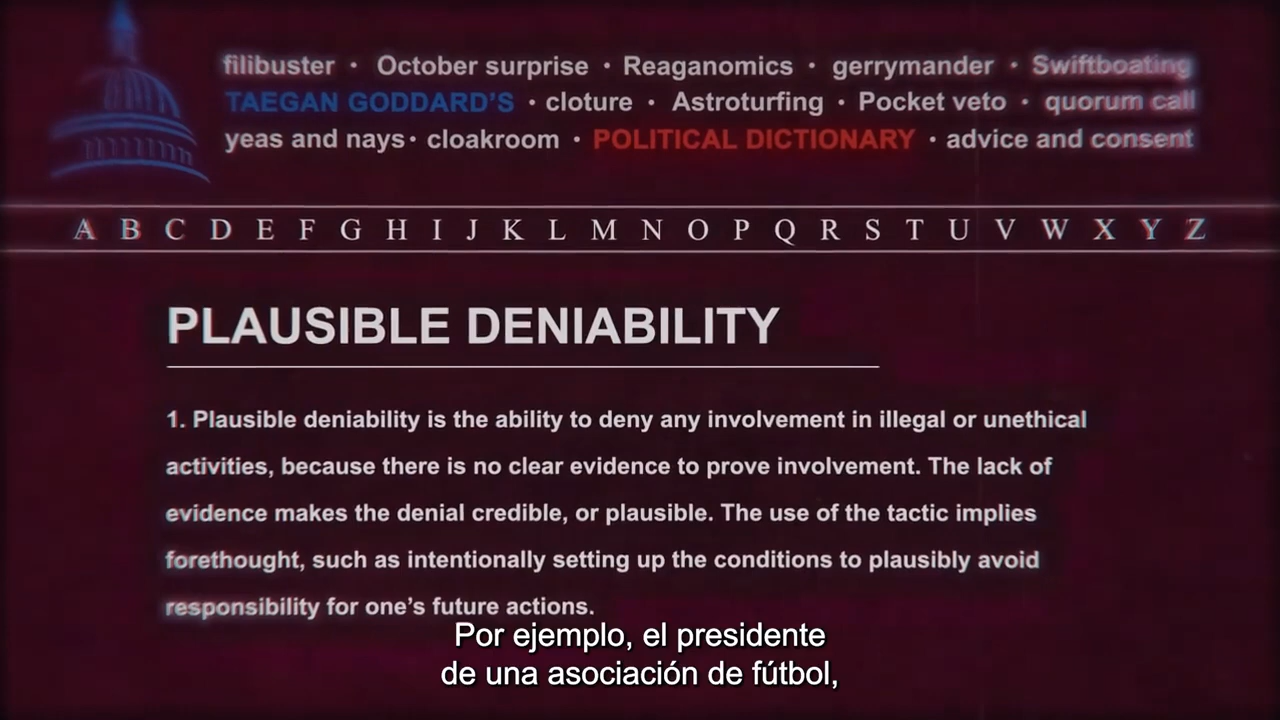 filibuster · October surprise · Reaganomics · gerrymander · Swiftboating
TAEGAN GODDARD'S · cloture · Astroturfing · Pocket veto · quorum call
yeas and nays · cloakroom · POLITICAL DICTIONARY · advice and consent
A B C D E F G H I J K L M N O P Q R S T U V W X Y Z
PLAUSIBLE DENIABILITY
1. Plausible deniability is the ability to deny any involvement in illegal or unethical
activities, because there is no clear evidence to prove involvement. The lack of
evidence makes the denial credible, or plausible. The use of the tactic implies
forethought, such as intentionally setting up the conditions to plausibly avoid
responsibility for one's future actions.
Por ejemplo, el presidente
de una asociación de fútbol,